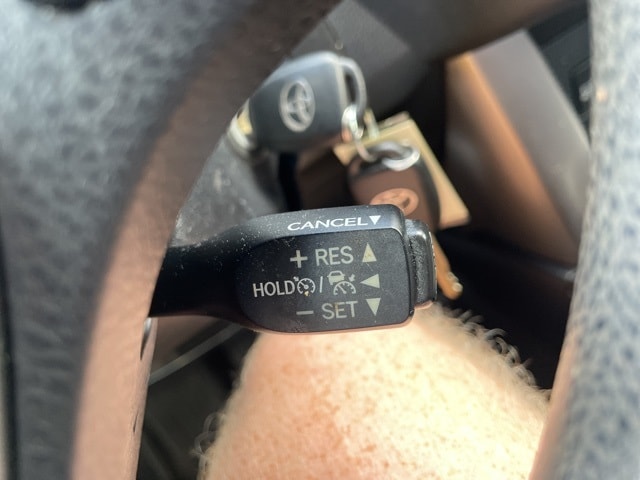 CANCEL▼
+ RES ▲
HOLD / ◄
− SET ▼